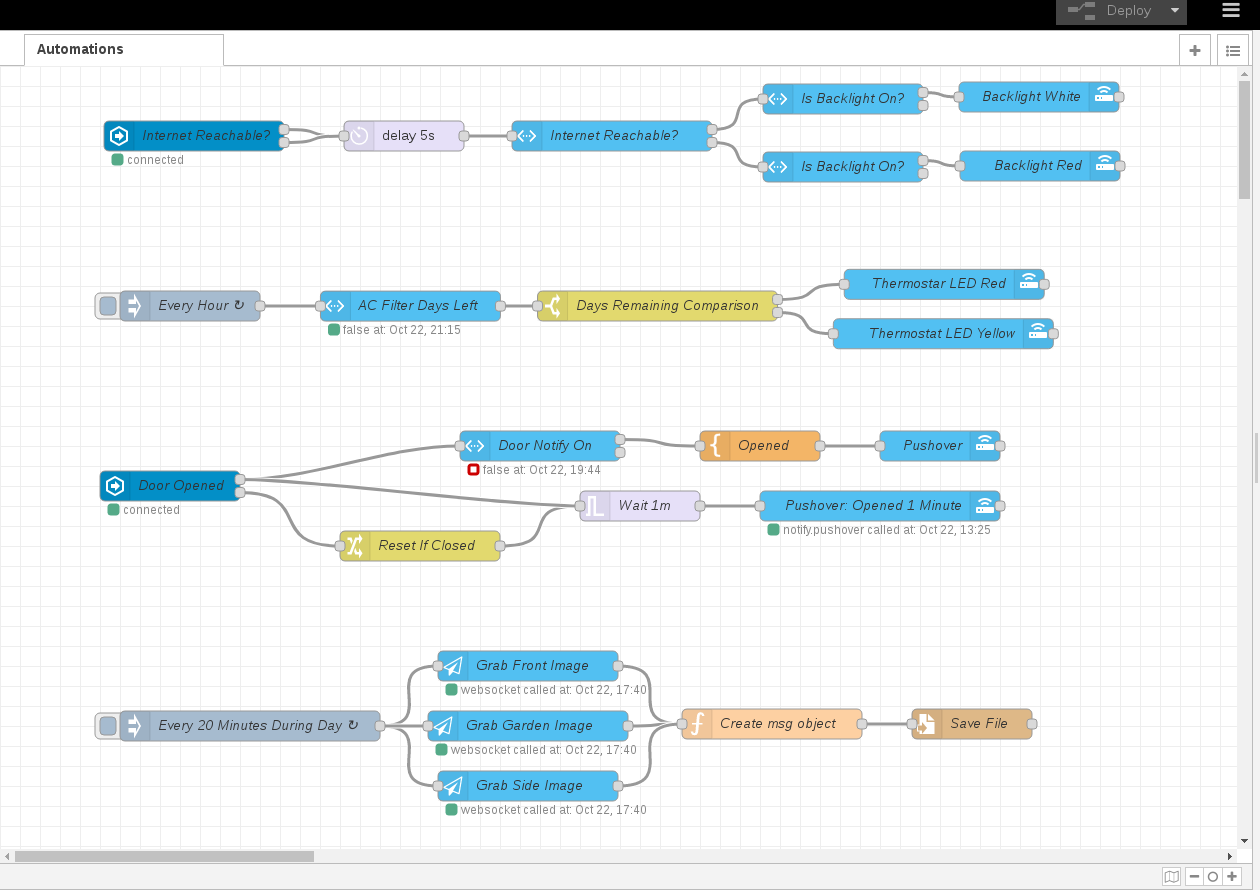 Deploy
Automations
Is Backlight On?
Backlight White
Internet Reachable?
delay 5s
Internet Reachable?
connected
Is Backlight On?
Backlight Red
Every Hour ↻
AC Filter Days Left
Days Remaining Comparison
Thermostar LED Red
false at: Oct 22, 21:15
Thermostat LED Yellow
Door Notify On
Opened
Pushover
false at: Oct 22, 19:44
Door Opened
connected
Wait 1m
Pushover: Opened 1 Minute
notify.pushover called at: Oct 22, 13:25
Reset If Closed
Grab Front Image
websocket called at: Oct 22, 17:40
Every 20 Minutes During Day ↻
Grab Garden Image
websocket called at: Oct 22, 17:40
Create msg object
Save File
Grab Side Image
websocket called at: Oct 22, 17:40